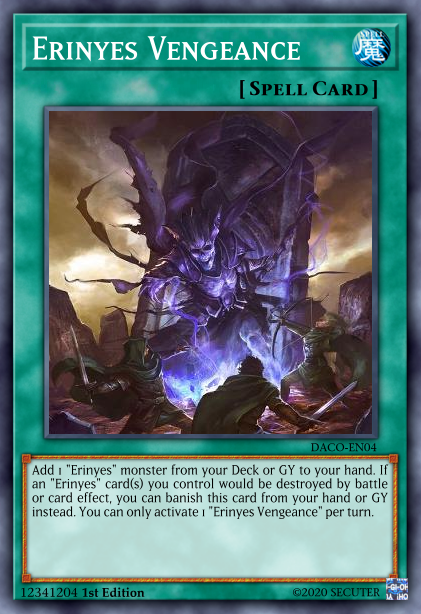 Erinyes Vengeance
魔
[Spell Card]
DACO-EN04
Add 1 "Erinyes" monster from your Deck or GY to your hand. If
an "Erinyes" card(s) you control would be destroyed by battle
or card effect, you can banish this card from your hand or GY
instead. You can only activate 1 "Erinyes Vengeance" per turn.
12341204 1st Edition
©2020 SECUTER